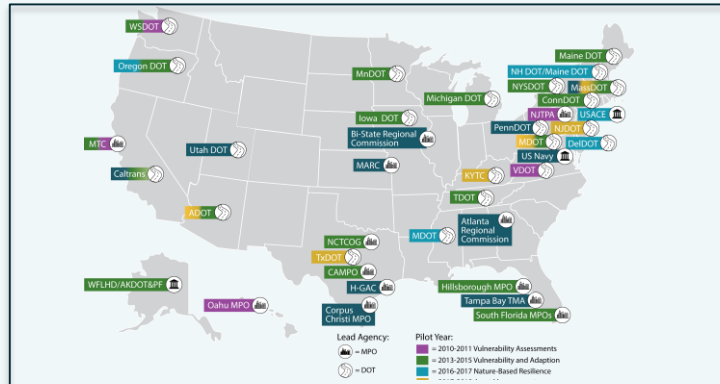 WSDOT
Oregon DOT
MTC
Caltrans
Utah DOT
ADOT
WFLHD/AKDOT&PF
Oahu MPO
MnDOT
Iowa DOT
Bi-State Regional
Commission
MARC
Michigan DOT
NCTCOG
TxDOT
CAMPO
H-GAC
Corpus
Christi MPO
Maine DOT
NH DOT/Maine DOT
NYSDOT
MassDOT
ConnDOT
NJTPA
USACE
PennDOT
NJDOT
MDOT
DelDOT
US Navy
VDOT
KYTC
TDOT
MDOT
Atlanta
Regional
Commission
Hillsborough MPO
Tampa Bay TMA
South Florida MPOs
Lead Agency:
= MPO
= DOT
Pilot Year:
= 2010-2011 Vulnerability Assessments
= 2013-2015 Vulnerability and Adaption
= 2016-2017 Nature-Based Resilience